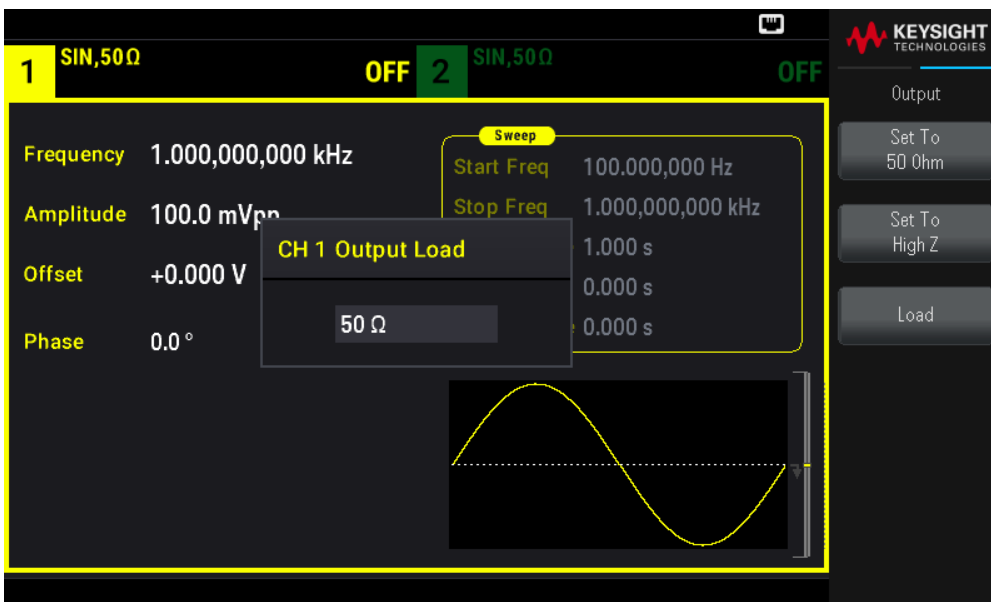 KEYSIGHT
TECHNOLOGIES
1 SIN,50Ω OFF 2 SIN,50Ω OFF
Output
Set To
50 Ohm
Set To
High Z
Load
Frequency 1.000,000,000 kHz
Amplitude 100.0 mVpp
Offset +0.000 V
Phase 0.0 °
Sweep
Start Freq 100.000,000 Hz
Stop Freq 1.000,000,000 kHz
1.000 s
0.000 s
0.000 s
CH 1 Output Load
50 Ω